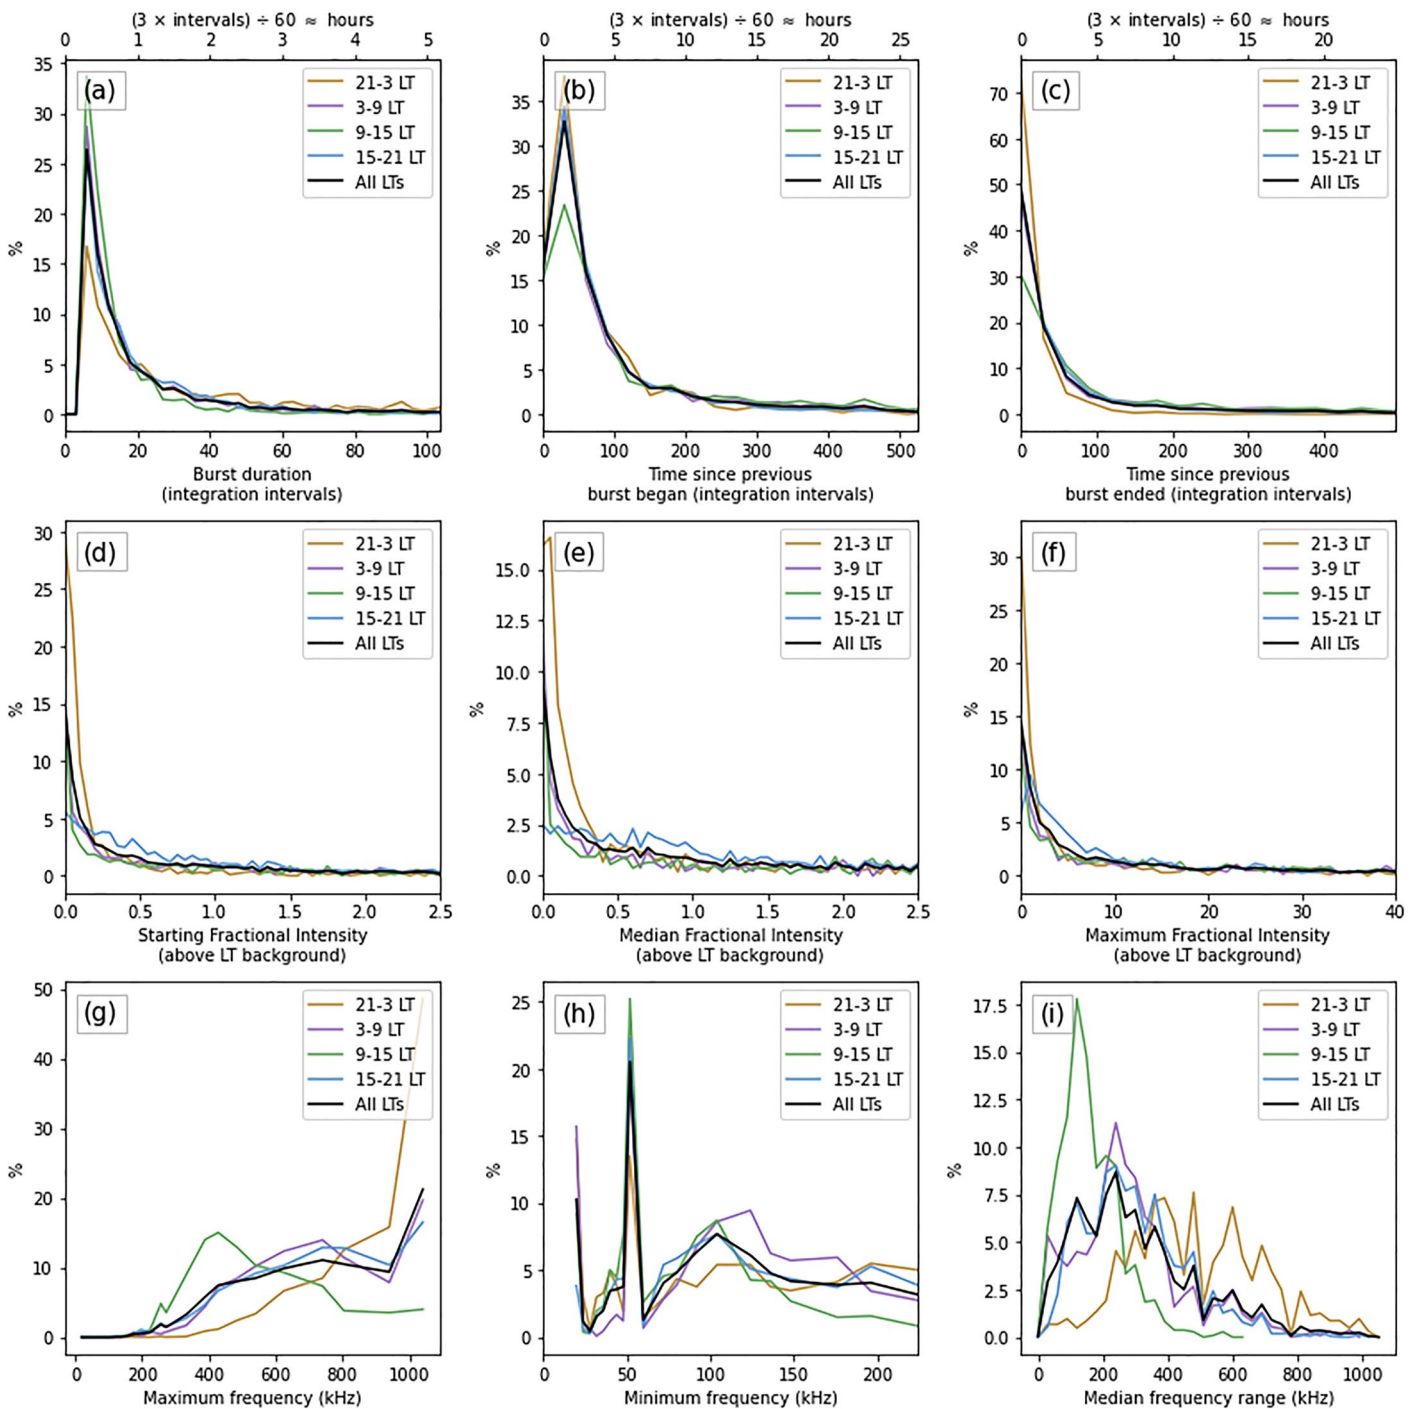 (3 × intervals) ÷ 60 ≈ hours
0 1 2 3 4 5
(a)
21-3 LT
3-9 LT
9-15 LT
15-21 LT
All LTs
35
30
25
20
15
10
5
0
%
0 20 40 60 80 100
Burst duration
(integration intervals)
(3 × intervals) ÷ 60 ≈ hours
0 5 10 15 20 25
(b)
21-3 LT
3-9 LT
9-15 LT
15-21 LT
All LTs
35
30
25
20
15
10
5
0
%
0 100 200 300 400 500
Time since previous
burst began (integration intervals)
(3 × intervals) ÷ 60 ≈ hours
0 5 10 15 20
(c)
21-3 LT
3-9 LT
9-15 LT
15-21 LT
All LTs
70
60
50
40
30
20
10
0
%
0 100 200 300 400
Time since previous
burst ended (integration intervals)
(d)
21-3 LT
3-9 LT
9-15 LT
15-21 LT
All LTs
30
25
20
15
10
5
0
%
0.0 0.5 1.0 1.5 2.0 2.5
Starting Fractional Intensity
(above LT background)
(e)
21-3 LT
3-9 LT
9-15 LT
15-21 LT
All LTs
15.0
12.5
10.0
7.5
5.0
2.5
0.0
%
0.0 0.5 1.0 1.5 2.0 2.5
Median Fractional Intensity
(above LT background)
(f)
21-3 LT
3-9 LT
9-15 LT
15-21 LT
All LTs
30
25
20
15
10
5
0
%
0 10 20 30 40
Maximum Fractional Intensity
(above LT background)
(g)
21-3 LT
3-9 LT
9-15 LT
15-21 LT
All LTs
50
40
30
20
10
0
%
0 200 400 600 800 1000
Maximum frequency (kHz)
(h)
21-3 LT
3-9 LT
9-15 LT
15-21 LT
All LTs
25
20
15
10
5
0
%
0 50 100 150 200
Minimum frequency (kHz)
(i)
21-3 LT
3-9 LT
9-15 LT
15-21 LT
All LTs
17.5
15.0
12.5
10.0
7.5
5.0
2.5
0.0
%
0 200 400 600 800 1000
Median frequency range (kHz)